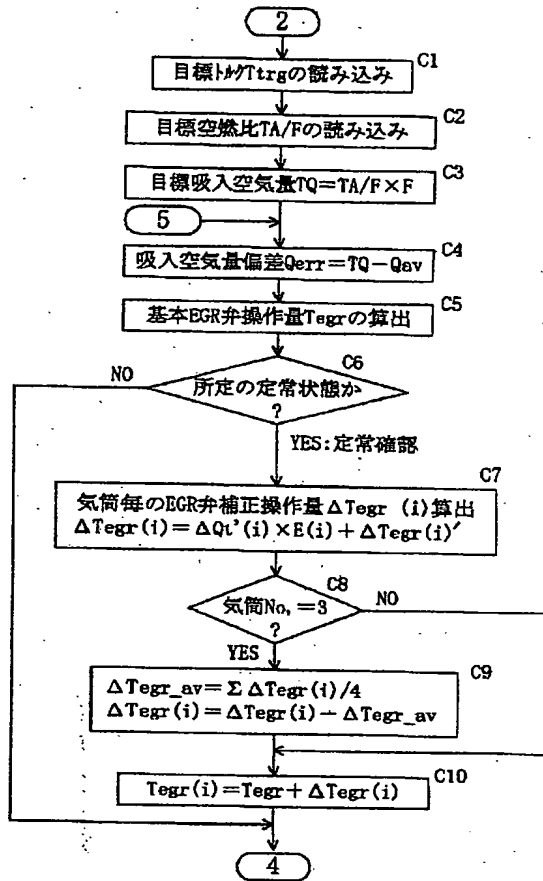 2
C1
目標トルクTtrgの読み込み
C2
目標空燃比TA/Fの読み込み
C3
目標吸入空気量TQ=TA/F×F
5
C4
吸入空気量偏差Qerr=TQ−Qav
C5
基本EGR弁操作量Tegrの算出
C6
NO
所定の定常状態か
?
YES:定常確認
C7
気筒毎のEGR弁補正操作量ΔTegr (i)算出
ΔTegr(i)=ΔQi'(i)×E(i)+ΔTegr(i)'
C8
気筒No,=3
NO
?
YES
C9
ΔTegr_av=ΣΔTegr(i)/4
ΔTegr(i)=ΔTegr(i)−ΔTegr_av
C10
Tegr(i)=Tegr+ΔTegr(i)
4